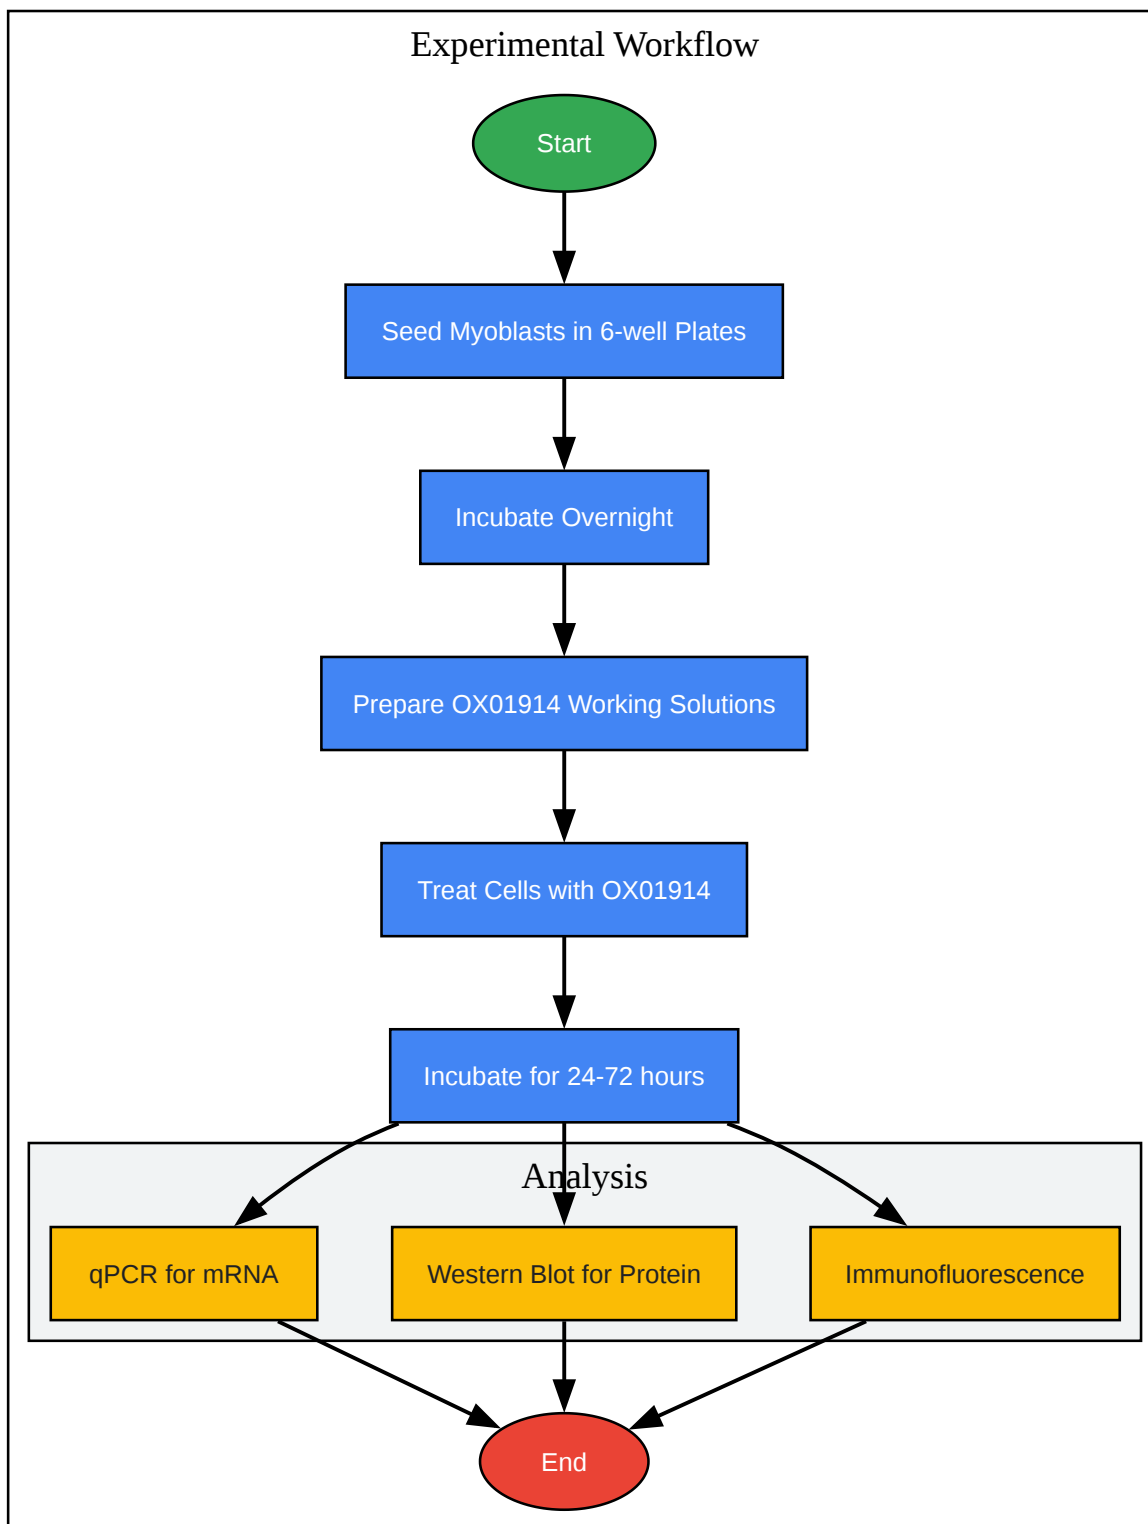 Experimental Workflow
Start
Seed Myoblasts in 6-well Plates
Incubate Overnight
Prepare OX01914 Working Solutions
Treat Cells with OX01914
Incubate for 24-72 hours
Analysis
qPCR for mRNA
Western Blot for Protein
Immunofluorescence
End